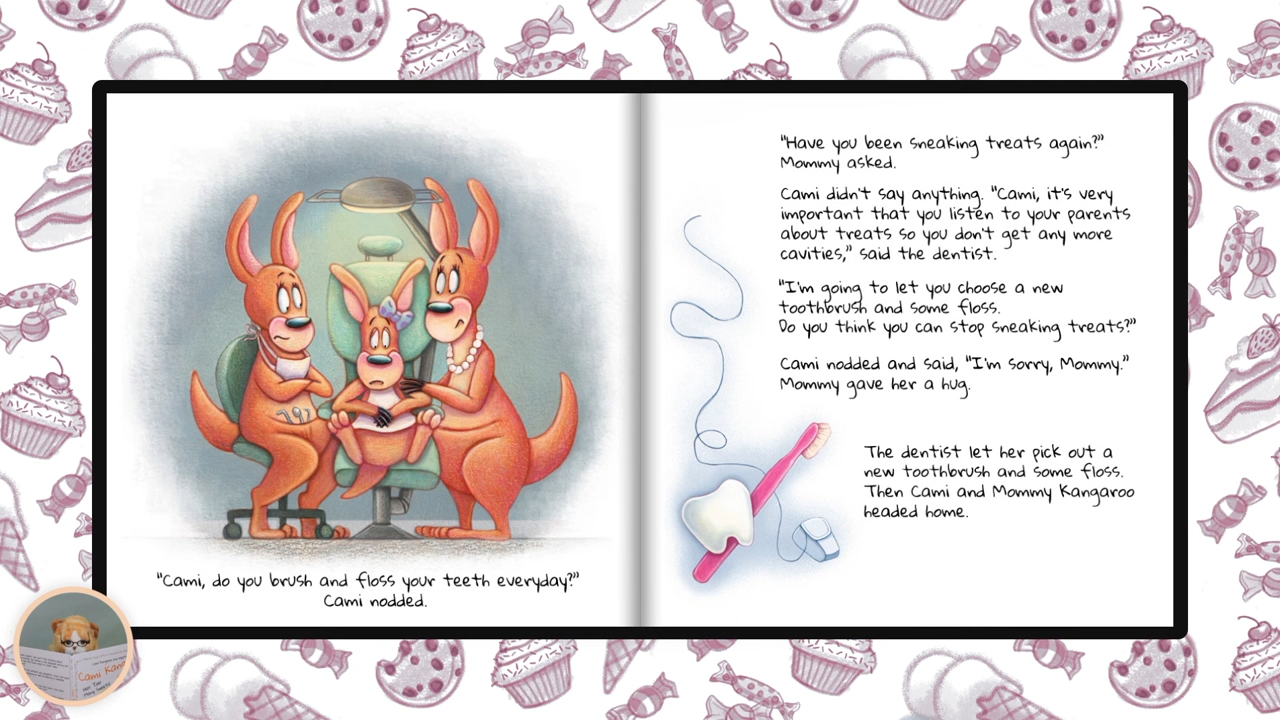 "Cami, do you brush and floss your teeth everyday?"
Cami nodded.
"Have you been sneaking treats again?"
Mommy asked.
Cami didn't say anything. "Cami, it's very
important that you listen to your parents
about treats so you don't get any more
cavities," said the dentist.
"I'm going to let you choose a new
toothbrush and some floss.
Do you think you can stop sneaking treats?"
Cami nodded and said, "I'm sorry, Mommy."
Mommy gave her a hug.
The dentist let her pick out a
new toothbrush and some floss.
Then Cami and Mommy Kangaroo
headed home.
Cami